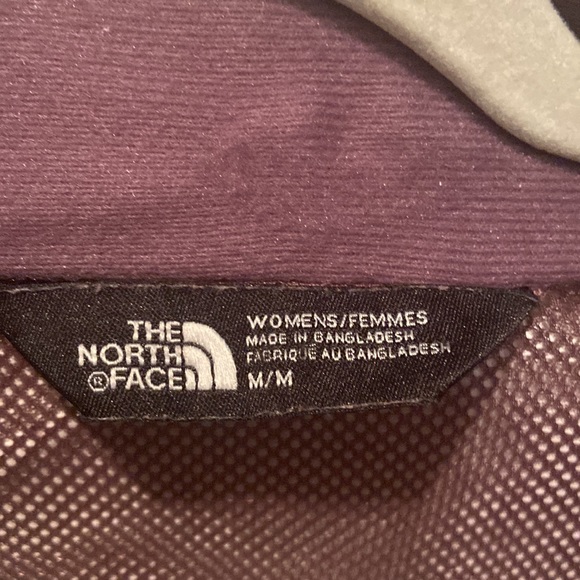 THE
NORTH
®FACE
WOMENS/FEMMES
MADE IN BANGLADESH
FABRIQUE AU BANGLADESH
M/M